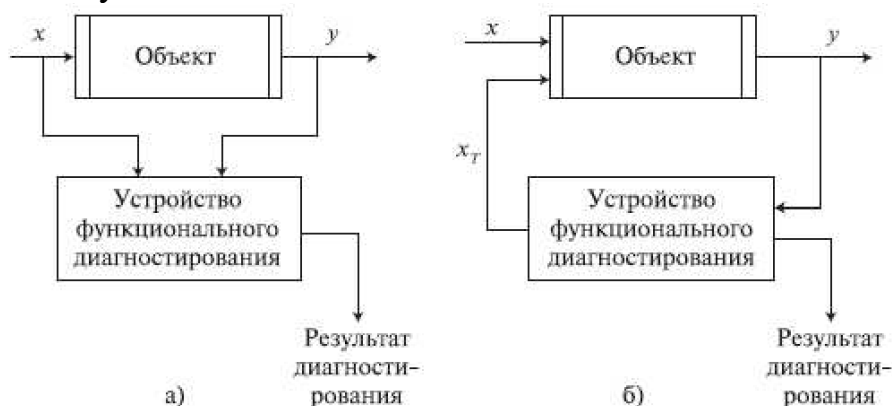 x
Объект
y
Устройство
функционального
диагностирования
Результат
диагности-
рования
а)
x
Объект
y
x_T
Устройство
функционального
диагностирования
Результат
диагности-
рования
б)